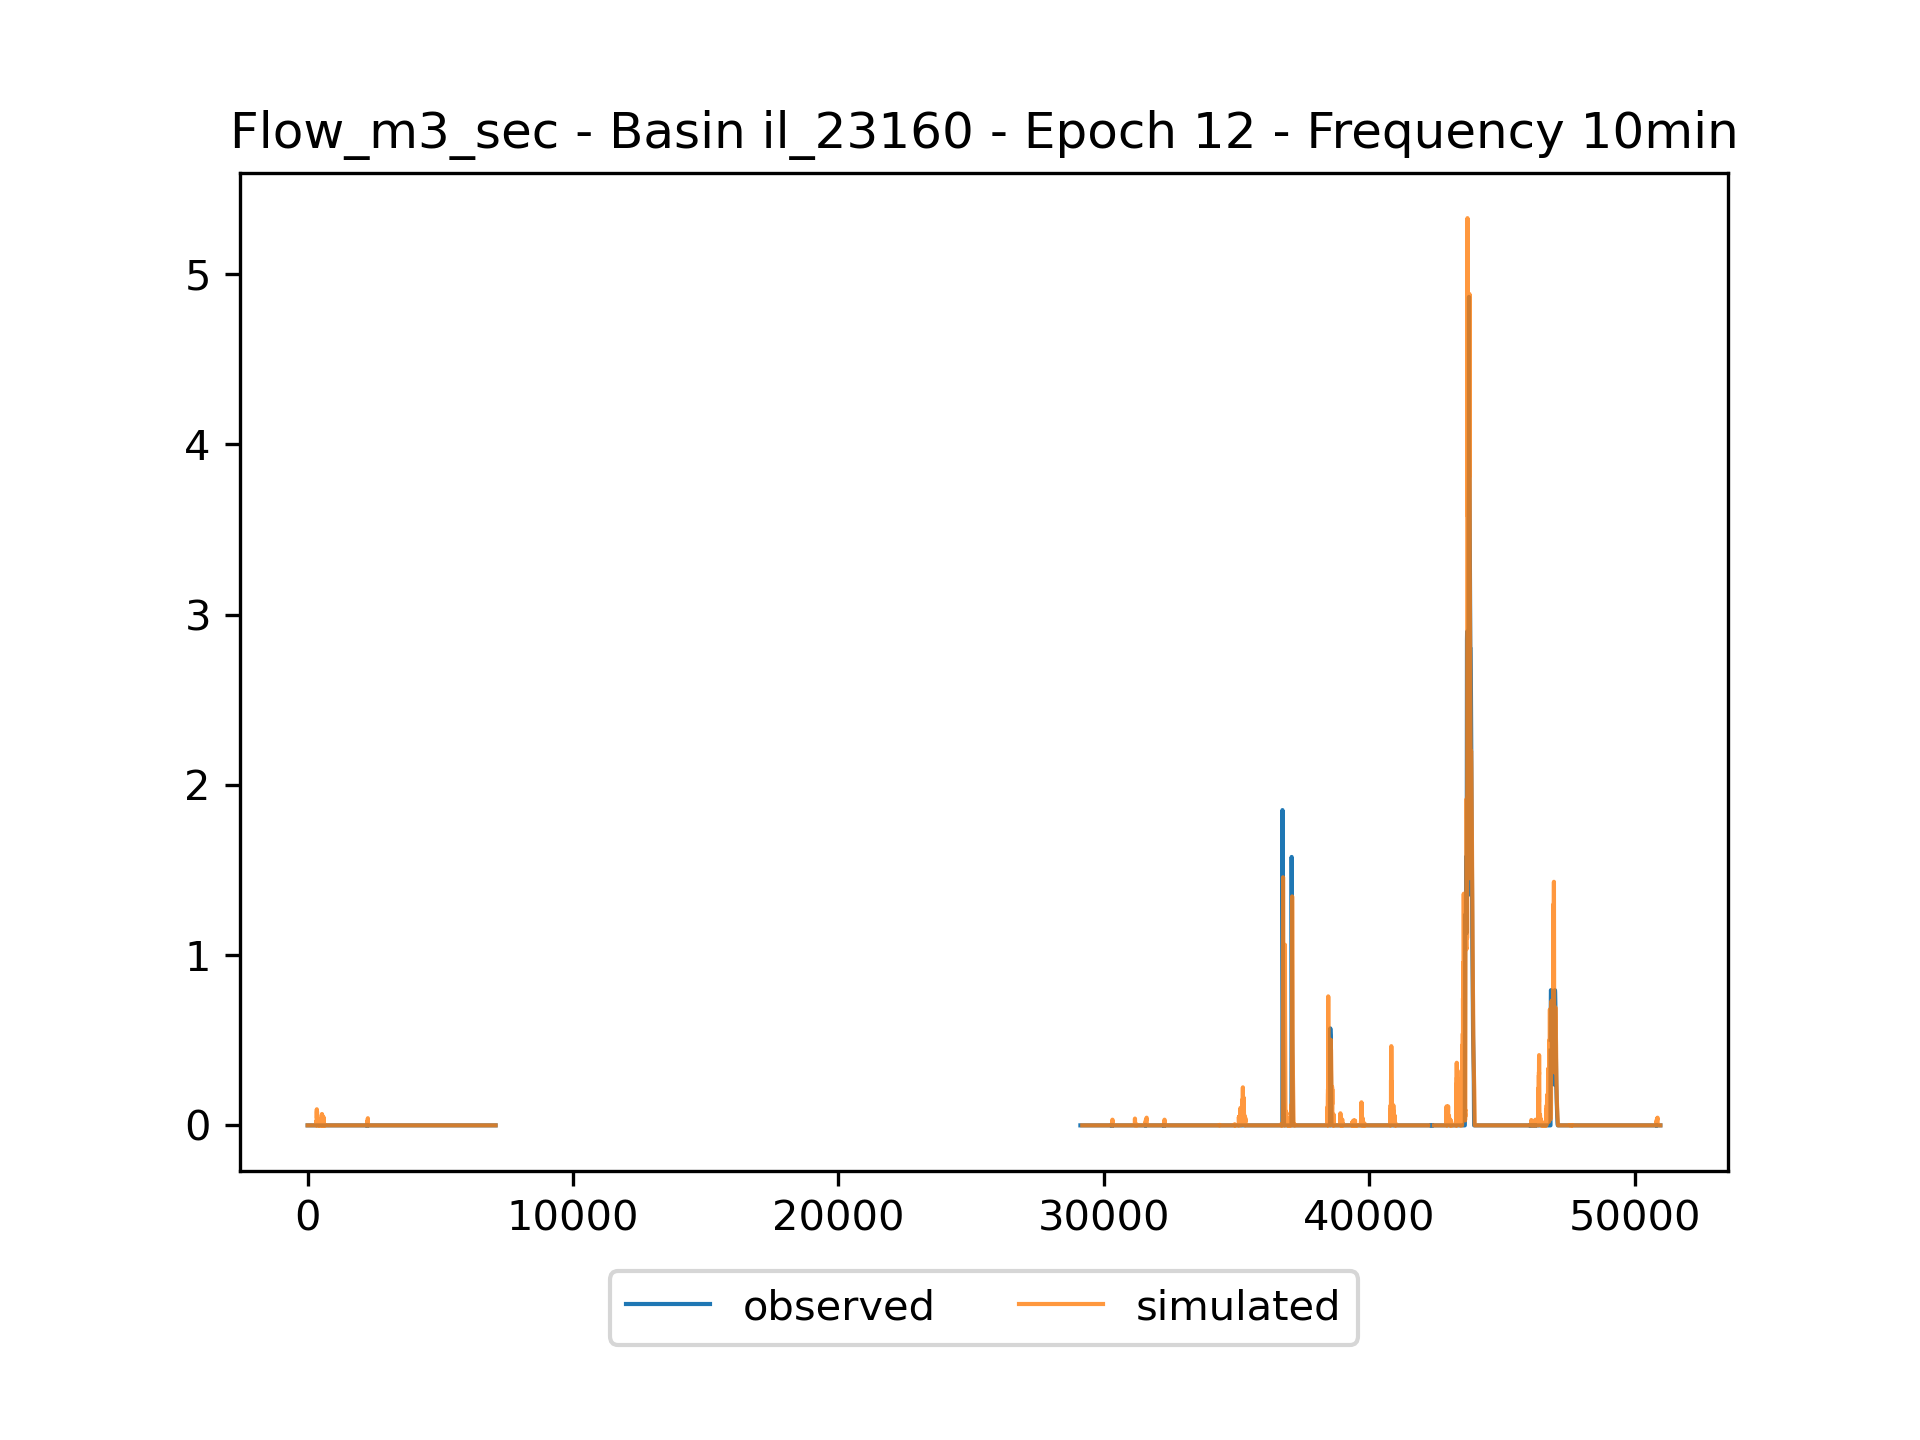 Flow_m3_sec - Basin il_23160 - Epoch 12 - Frequency 10min
5
4
3
2
1
0
0 10000 20000 30000 40000 50000
observed simulated